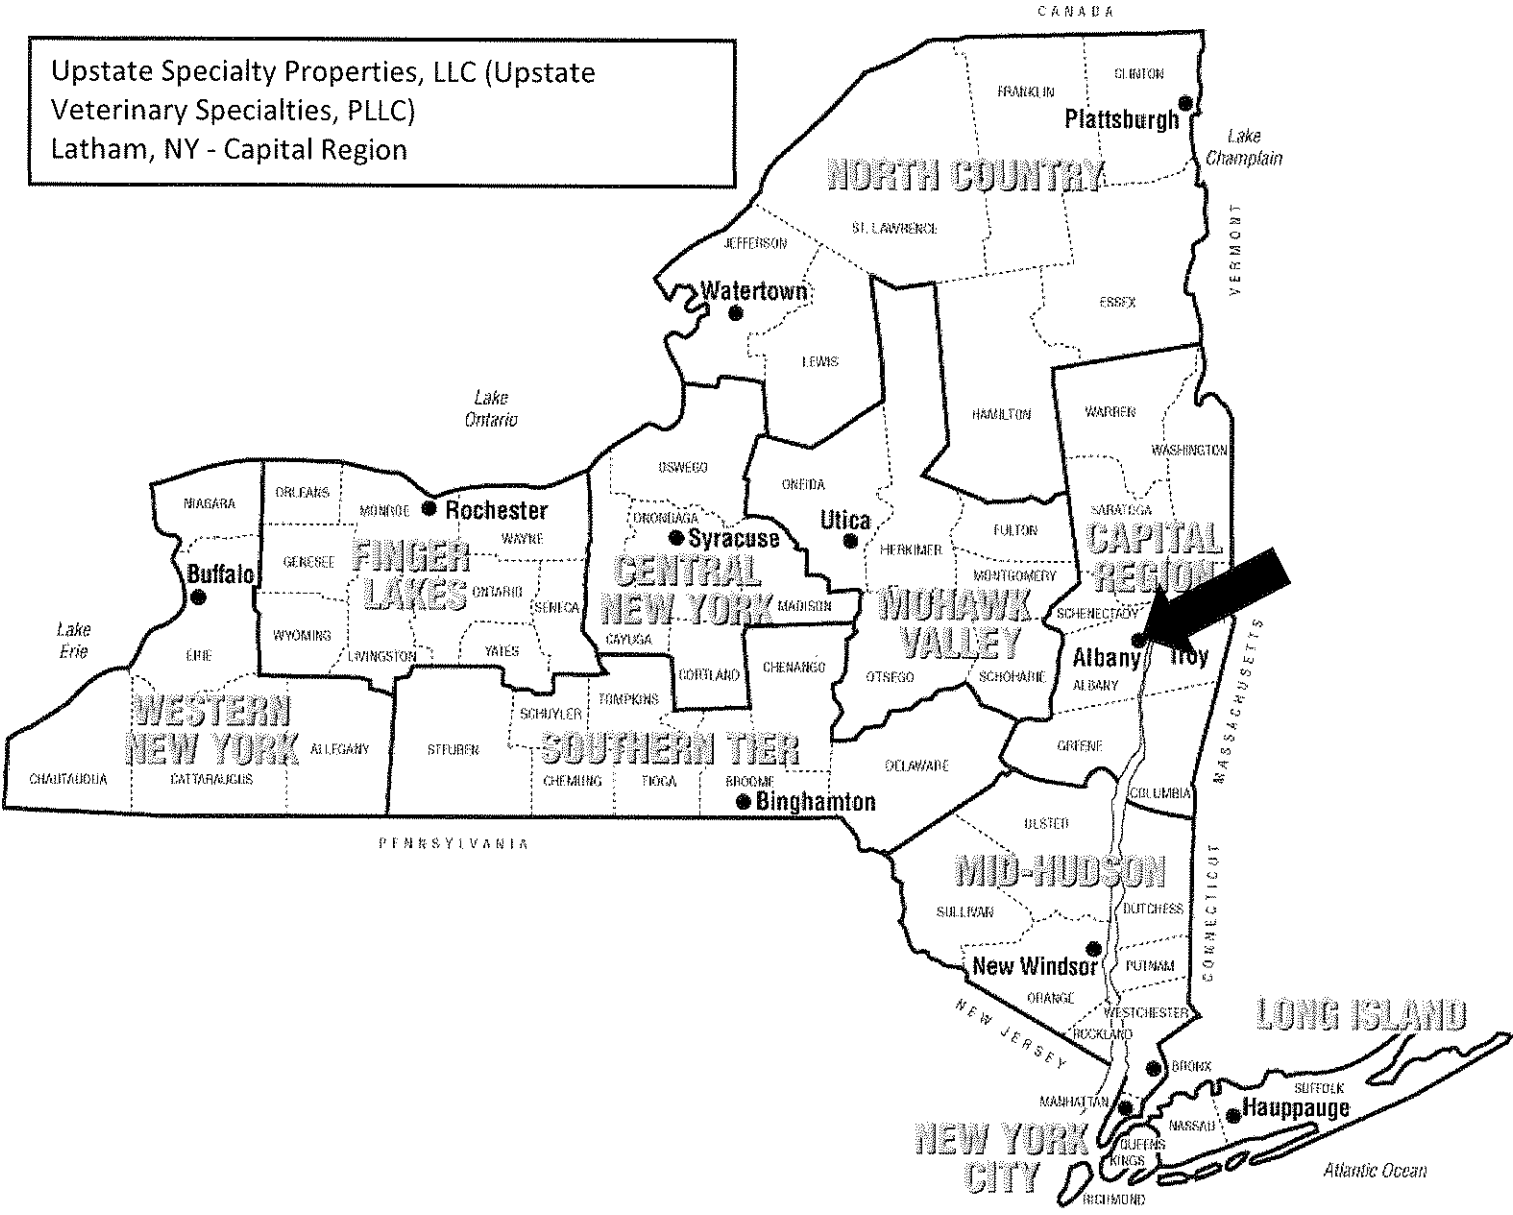 CANADA
Upstate Specialty Properties, LLC (Upstate
Veterinary Specialties, PLLC)
Latham, NY - Capital Region
CLINTON
FRANKLIN
Plattsburgh
Lake
Champlain
NORTH COUNTRY
VERMONT
ST. LAWRENCE
JEFFERSON
Watertown
ESSEX
LEWIS
Lake
Ontario
HAMILTON
WARREN
WASHINGTON
OSWEGO
ONEIDA
NIAGARA
ORLEANS
MONROE
Rochester
ONONDAGA
Utica
SARATOGA
FULTON
WAYNE
Syracuse
CAPITAL
REGION
HERKIMER
GENESEE
FINGER
LAKES
CENTRAL
NEW YORK
MONTGOMERY
Buffalo
ONTARIO
SENECA
MADISON
MOHAWK
VALLEY
SCHENECTADY
Lake
Erie
WYOMING
CAYUGA
ERIE
LIVINGSTON
YATES
CORTLAND
CHENANGO
OTSEGO
SCHOHARIE
Albany
Troy
ALBANY
MASSACHUSETTS
WESTERN
NEW YORK
SCHUYLER
TOMPKINS
ALLEGANY
STEUBEN
SOUTHERN TIER
GREENE
CHAUTAUQUA
CATTARAUGUS
CHEMUNG
TIOGA
BROOME
DELAWARE
COLUMBIA
Binghamton
PENNSYLVANIA
ULSTER
MID-HUDSON
CONNECTICUT
SULLIVAN
DUTCHESS
New Windsor
PUTNAM
ORANGE
NEW JERSEY
WESTCHESTER
ROCKLAND
LONG ISLAND
BRONX
SUFFOLK
MANHATTAN
Hauppauge
NASSAU
NEW YORK
CITY
QUEENS
KINGS
RICHMOND
Atlantic Ocean